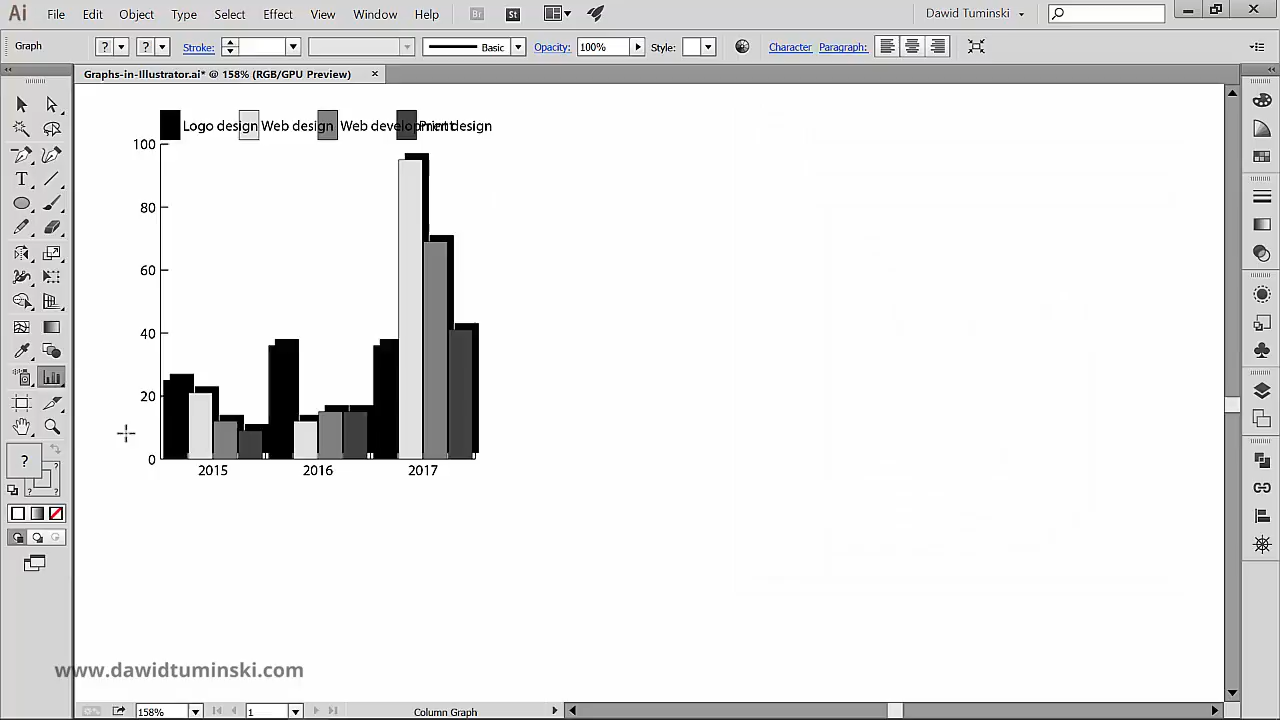 Ai File Edit Object Type Select Effect View Window Help Br St Dawid Tuminski
Graph ? ? Stroke: Basic Opacity: 100% Style: Character Paragraph:
Graphs-in-Illustrator.ai* @ 158% (RGB/GPU Preview) ×
Logo design Web design Web development Print design
100
80
60
40
20
0
2015 2016 2017
T
?
?
? ?
www.dawidtuminski.com
158% 1 Column Graph